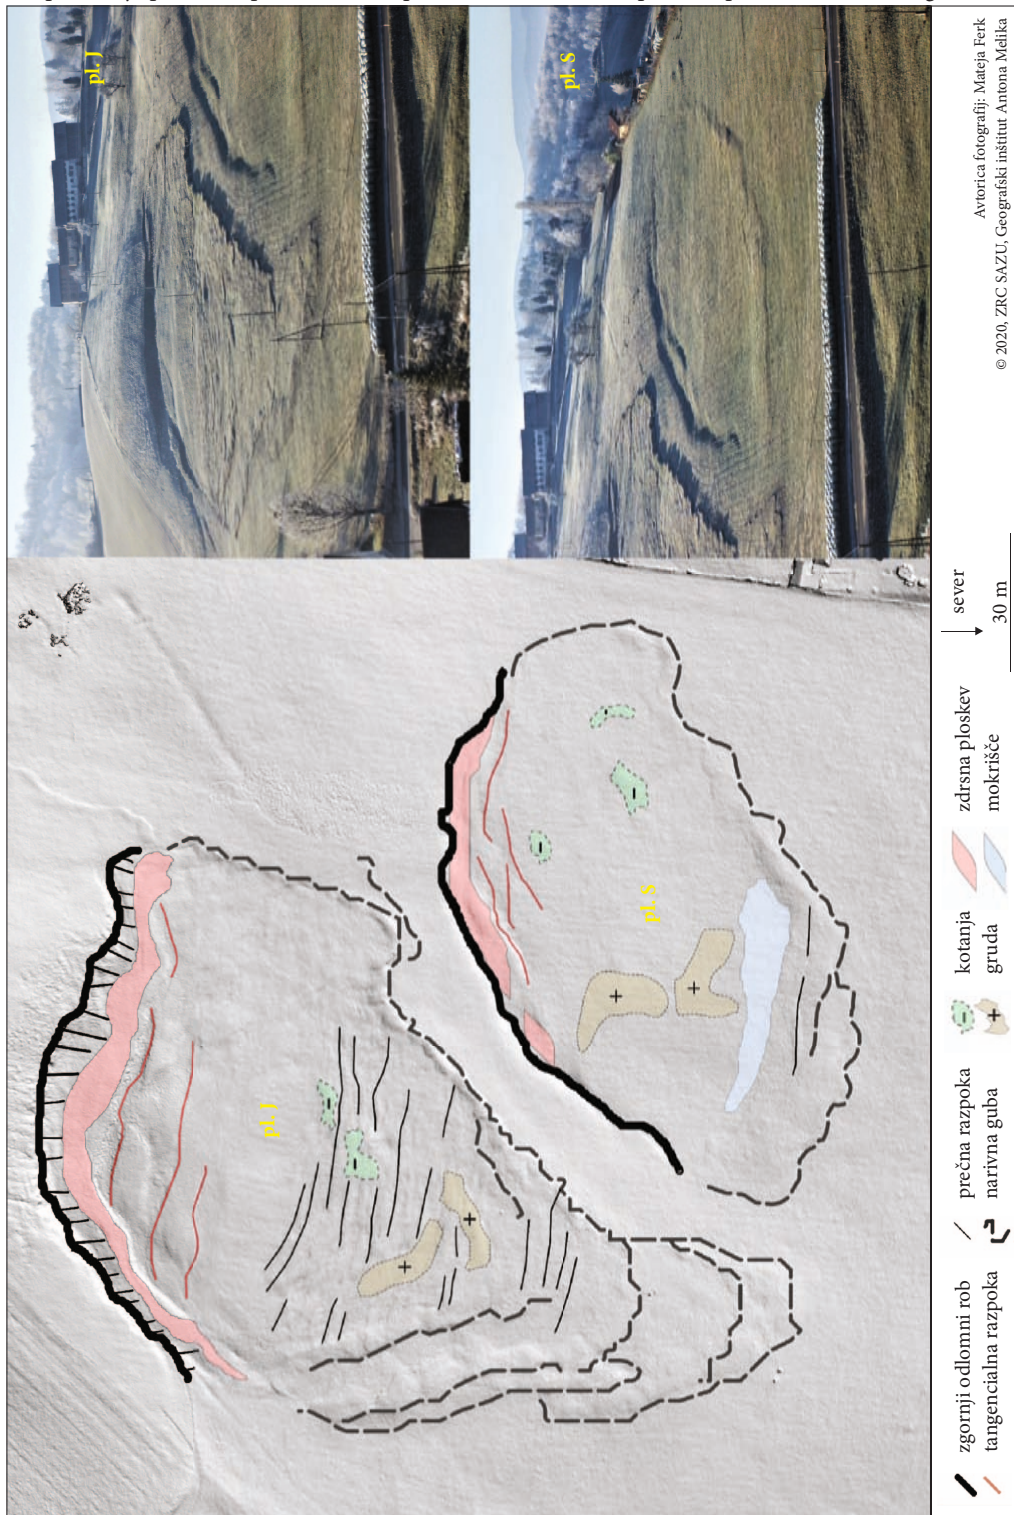 pl. J
pl. S
pl. J
pl. S
zgornji odlomni rob
tangencialna razpoka
prečna razpoka
narivna guba
kotanja
gruda
zdrsna ploskev
mokrišče
sever
30 m
Avtorica fotografij: Mateja Ferk
© 2020, ZRC SAZU, Geografski inštitut Antona Melika